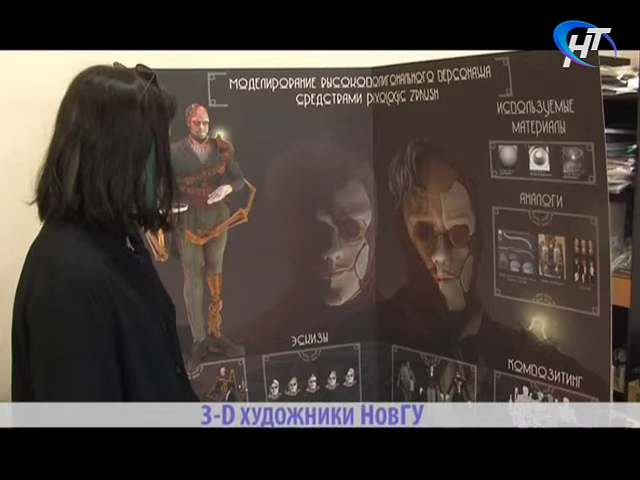 НТ
МОДЕЛИРОВАНИЕ ВЫСОКОПОЛИГОНАЛЬНОГО ПЕРСОНАЖА
СРЕДСТВАМИ PIXOLOGIC ZBRUSH
ИСПОЛЬЗУЕМЫЕ
МАТЕРИАЛЫ
АНАЛОГИ
ЭСКИЗЫ
КОМПОЗИТИНГ
3-D художники НовГУ